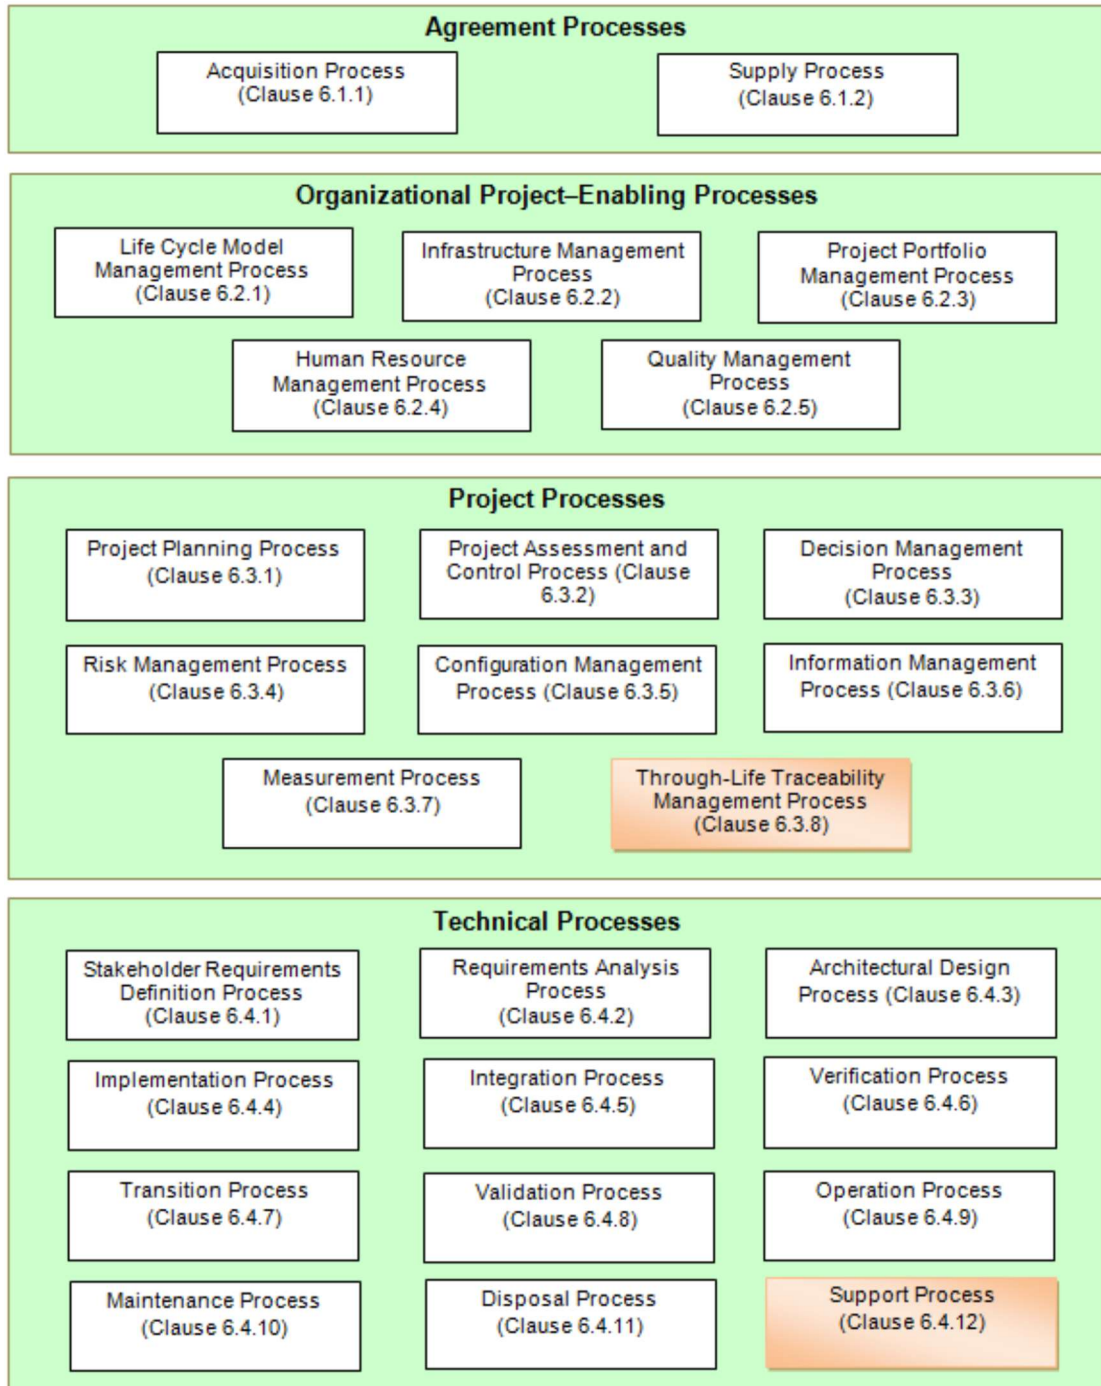 Agreement Processes
Acquisition Process
(Clause 6.1.1)
Supply Process
(Clause 6.1.2)
Organizational Project–Enabling Processes
Life Cycle Model
Management Process
(Clause 6.2.1)
Infrastructure Management
Process
(Clause 6.2.2)
Project Portfolio
Management Process
(Clause 6.2.3)
Human Resource
Management Process
(Clause 6.2.4)
Quality Management
Process
(Clause 6.2.5)
Project Processes
Project Planning Process
(Clause 6.3.1)
Project Assessment and
Control Process (Clause
6.3.2)
Decision Management
Process
(Clause 6.3.3)
Risk Management Process
(Clause 6.3.4)
Configuration Management
Process (Clause 6.3.5)
Information Management
Process (Clause 6.3.6)
Measurement Process
(Clause 6.3.7)
Through-Life Traceability
Management Process
(Clause 6.3.8)
Technical Processes
Stakeholder Requirements
Definition Process
(Clause 6.4.1)
Requirements Analysis
Process
(Clause 6.4.2)
Architectural Design
Process (Clause 6.4.3)
Implementation Process
(Clause 6.4.4)
Integration Process
(Clause 6.4.5)
Verification Process
(Clause 6.4.6)
Transition Process
(Clause 6.4.7)
Validation Process
(Clause 6.4.8)
Operation Process
(Clause 6.4.9)
Maintenance Process
(Clause 6.4.10)
Disposal Process
(Clause 6.4.11)
Support Process
(Clause 6.4.12)